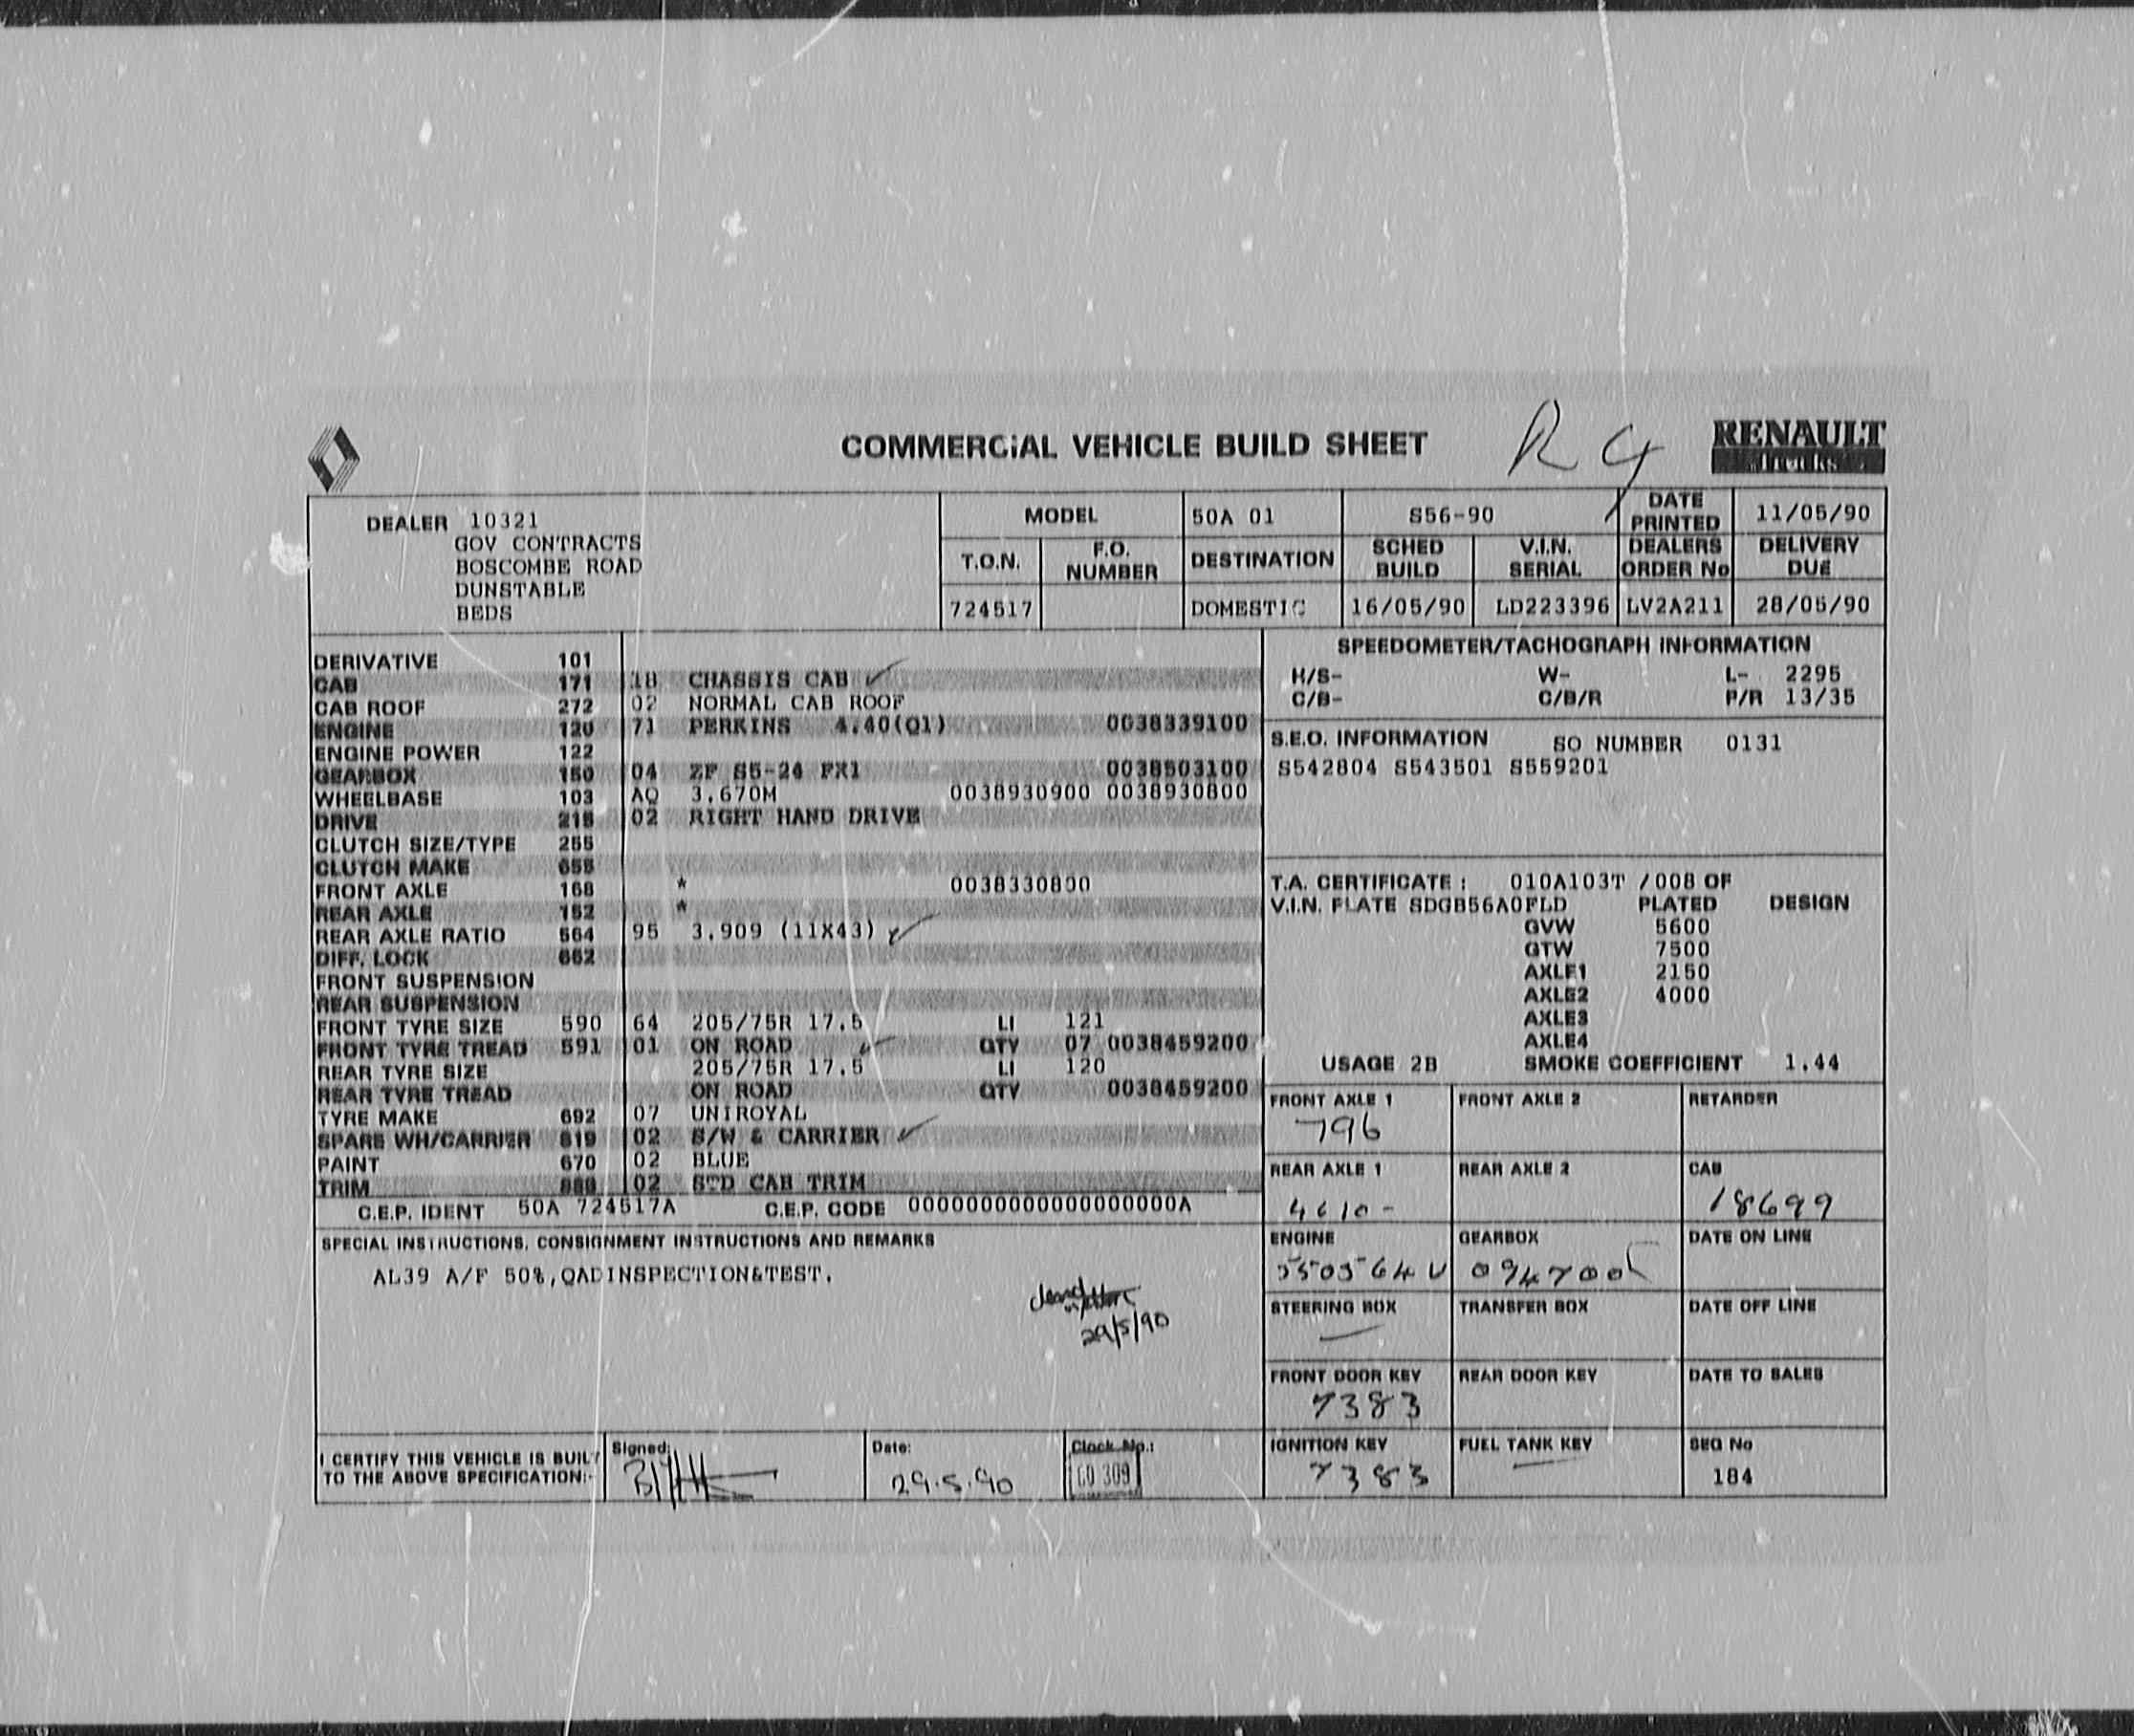 COMMERCIAL VEHICLE BUILD SHEET
R 9
RENAULT
Trucks
DEALER 10321
GOV CONTRACTS
BOSCOMBE ROAD
DUNSTABLE
BEDS
MODEL 50A 01 S56-90 DATE PRINTED 11/05/90
T.O.N. F.O. NUMBER DESTINATION SCHED BUILD V.I.N. SERIAL DEALERS ORDER No DELIVERY DUE
724517 DOMESTIC 16/05/90 LD223396 LV2A211 28/05/90
DERIVATIVE 101
CAB 171 18 CHASSIS CAB
CAB ROOF 272 02 NORMAL CAB ROOF
ENGINE 120 71 PERKINS 4.40(Q1) 0038339100
ENGINE POWER 122
GEARBOX 150 04 ZF S5-24 FX1 0038503100
WHEELBASE 103 AQ 3.670M 0038930900 0038930800
DRIVE 218 02 RIGHT HAND DRIVE
CLUTCH SIZE/TYPE 255
CLUTCH MAKE 655
FRONT AXLE 168 * 0038330800
REAR AXLE 152 *
REAR AXLE RATIO 564 95 3.909 (11X43)
DIFF. LOCK 662
FRONT SUSPENSION
REAR SUSPENSION
FRONT TYRE SIZE 590 64 205/75R 17.5 LI 121
FRONT TYRE TREAD 591 01 ON ROAD QTY 07 0038459200
REAR TYRE SIZE 205/75R 17.5 LI 120
REAR TYRE TREAD ON ROAD QTY 0038459200
TYRE MAKE 692 07 UNIROYAL
SPARE WH/CARRIER 619 02 S/W & CARRIER
PAINT 670 02 BLUE
TRIM 02 STD CAB TRIM
C.E.P. IDENT 50A 724517A C.E.P. CODE 00000000000000000000A
SPECIAL INSTRUCTIONS, CONSIGNMENT INSTRUCTIONS AND REMARKS
AL39 A/F 50%,QADINSPECTION&TEST.
29/5/90
I CERTIFY THIS VEHICLE IS BUILT
TO THE ABOVE SPECIFICATION:-
Signed:
Date:
29.5.90
Clock No.:
CO 309
SPEEDOMETER/TACHOGRAPH INFORMATION
H/S- W- L- 2295
C/B- C/B/R P/R 13/35
S.E.O. INFORMATION SO NUMBER 0131
S542804 S543501 S559201
T.A. CERTIFICATE : 010A103T /008 OF
V.I.N. PLATE SDGB56A0FLD PLATED DESIGN
GVW 5600
GTW 7500
AXLE1 2150
AXLE2 4000
AXLE3
AXLE4
USAGE 2B SMOKE COEFFICIENT 1.44
FRONT AXLE 1 FRONT AXLE 2 RETARDER
796
REAR AXLE 1 REAR AXLE 2 CAB
4610- 18699
ENGINE GEARBOX DATE ON LINE
550564U 094700
STEERING BOX TRANSFER BOX DATE OFF LINE
FRONT DOOR KEY REAR DOOR KEY DATE TO SALES
7383
IGNITION KEY FUEL TANK KEY SEQ No
7383 184